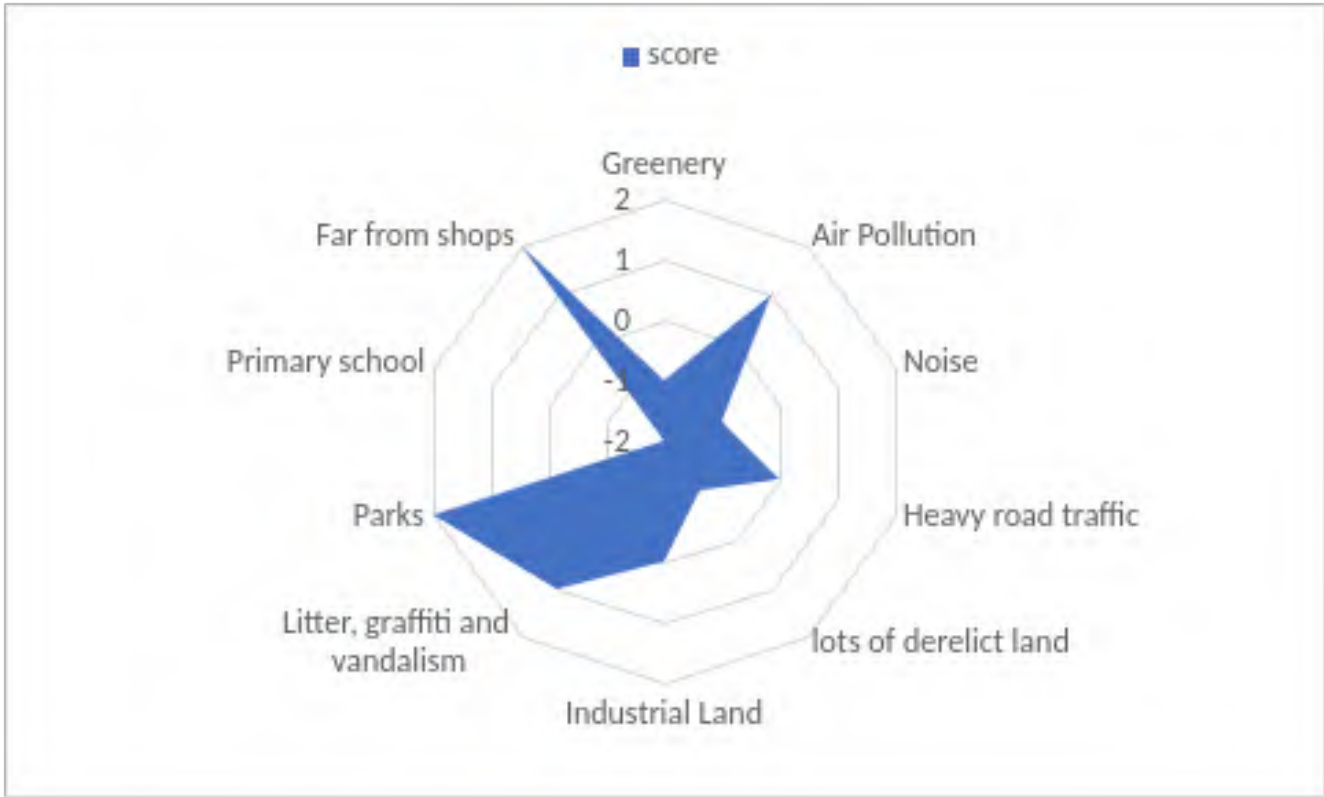 score
Greenery
2
Far from shops
Air Pollution
1
0
Primary school
Noise
-1
-2
Parks
Heavy road traffic
Litter, graffiti and
vandalism
lots of derelict land
Industrial Land